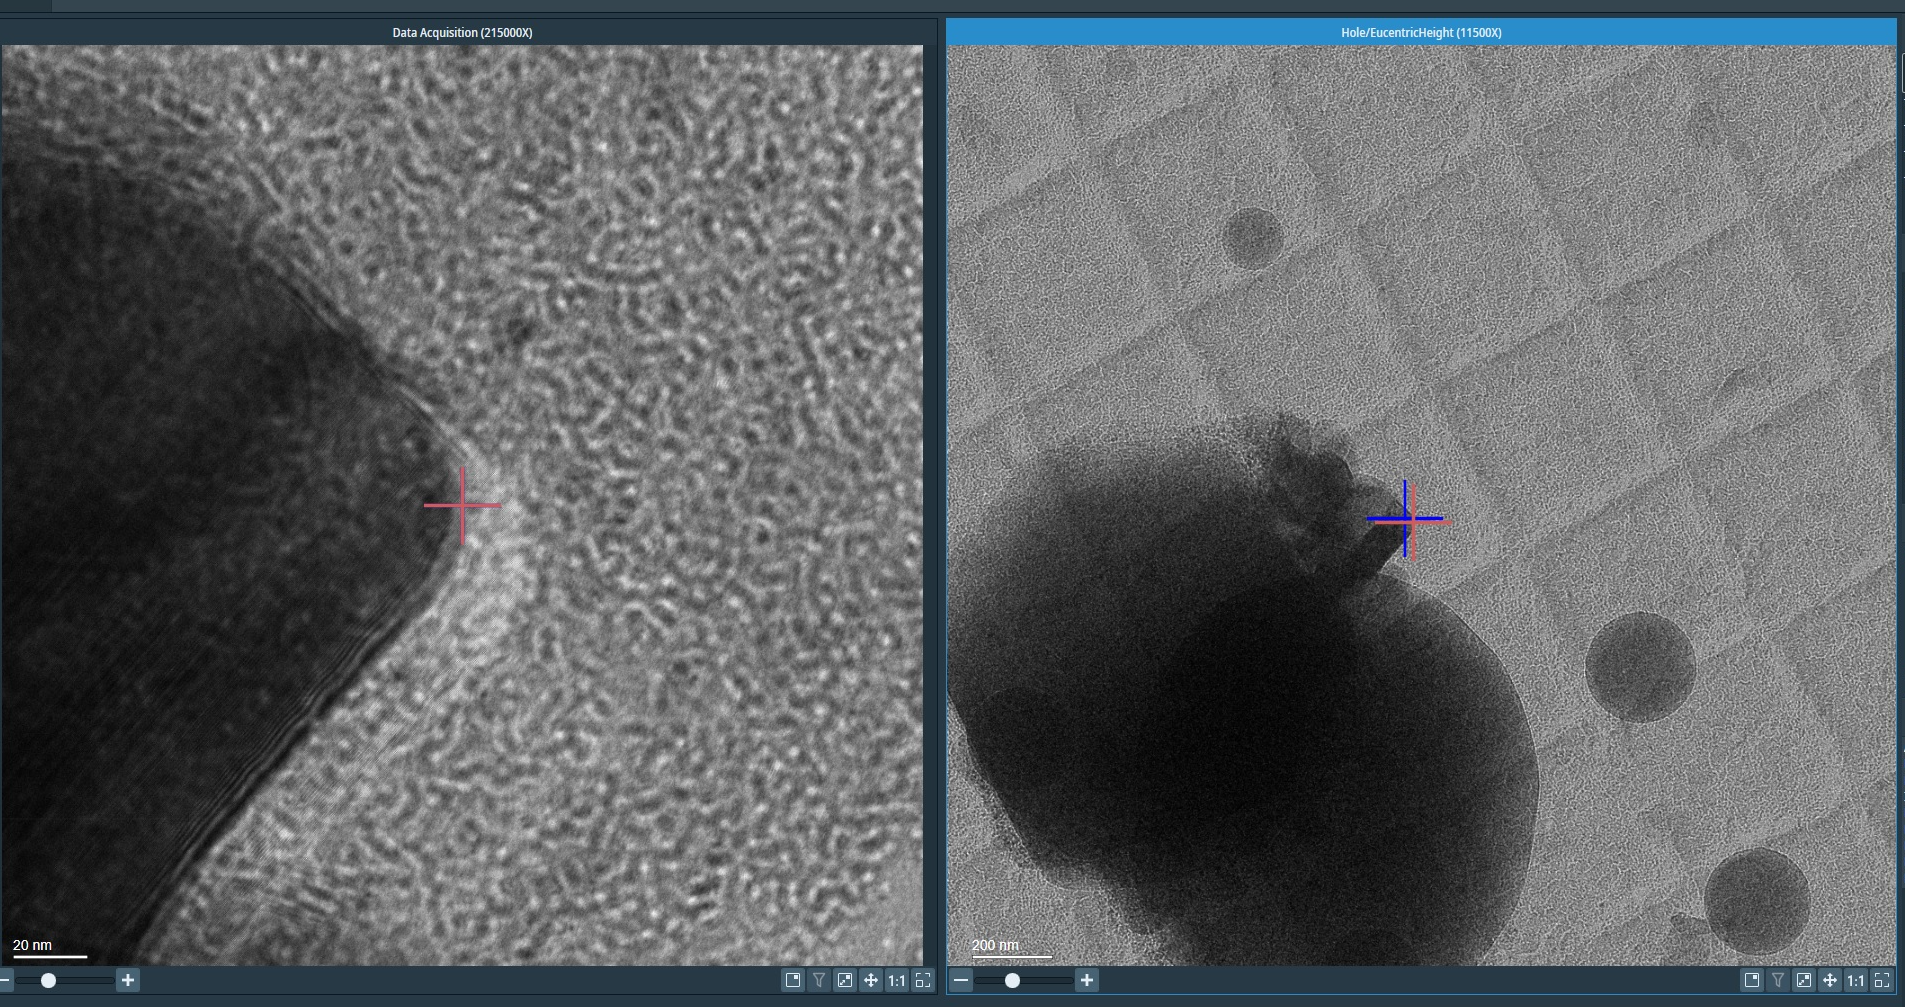 Data Acquisition (215000X)
Hole/EucentricHeight (11500X)
20 nm
200 nm
1:1
1:1